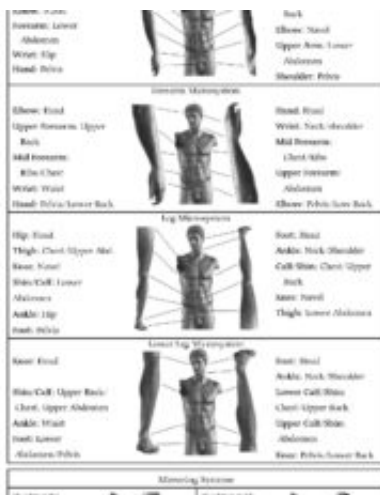 Forearm: Lower
Abdomen
Wrist: Hip
Hand: Pelvis
Back
Elbow: Navel
Upper Arm: Lower
Abdomen
Shoulder: Pelvis
Forearm Microsystem
Elbow: Head
Upper Forearm: Upper
Back
Mid Forearm:
Ribs/Chest
Wrist: Waist
Hand: Pelvis/Lower Back
Hand: Head
Wrist: Neck/Shoulder
Mid Forearm:
Chest/Ribs
Upper Forearm:
Abdomen
Elbow: Pelvis/Lower Back
Leg Microsystem
Hip: Head
Thigh: Chest/Upper Abd.
Knee: Navel
Shin/Calf: Lower
Abdomen
Ankle: Hip
Foot: Pelvis
Foot: Head
Ankle: Neck/Shoulder
Calf/Shin: Chest/Upper
Back
Knee: Navel
Thigh: Lower Abdomen
Lower Leg Microsystem
Knee: Head
Shin/Calf: Upper Back/
Chest, Upper Abdomen
Ankle: Waist
Foot: Lower
Abdomen/Pelvis
Foot: Head
Ankle: Neck/Shoulder
Lower Calf/Shin:
Chest/Upper Back
Upper Calf/Shin:
Abdomen
Knee: Pelvis/Lower Back
Mirroring Systems